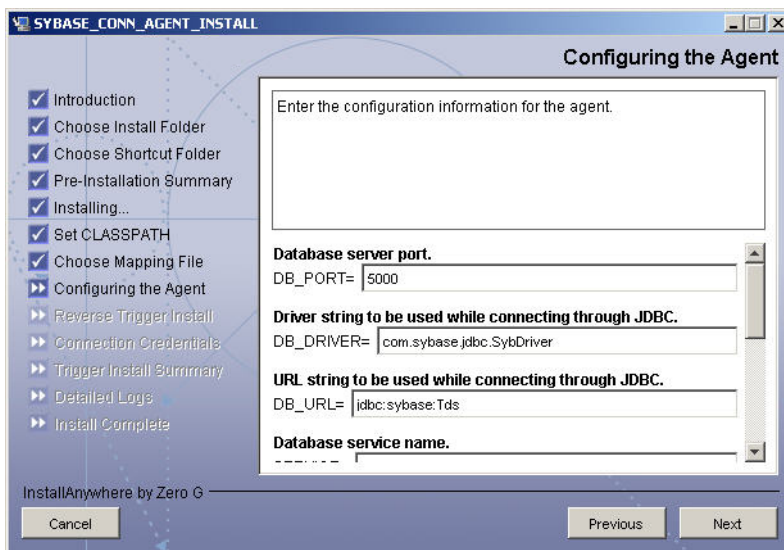 SYBASE_CONN_AGENT_INSTALL
Configuring the Agent
Introduction
Choose Install Folder
Choose Shortcut Folder
Pre-Installation Summary
Installing...
Set CLASSPATH
Choose Mapping File
Configuring the Agent
Reverse Trigger Install
Connection Credentials
Trigger Install Summary
Detailed Logs
Install Complete
Enter the configuration information for the agent.
Database server port.
DB_PORT= 5000
Driver string to be used while connecting through JDBC.
DB_DRIVER= com.sybase.jdbc.SybDriver
URL string to be used while connecting through JDBC.
DB_URL= jdbc:sybase:Tds
Database service name.
InstallAnywhere by Zero G
Cancel
Previous
Next